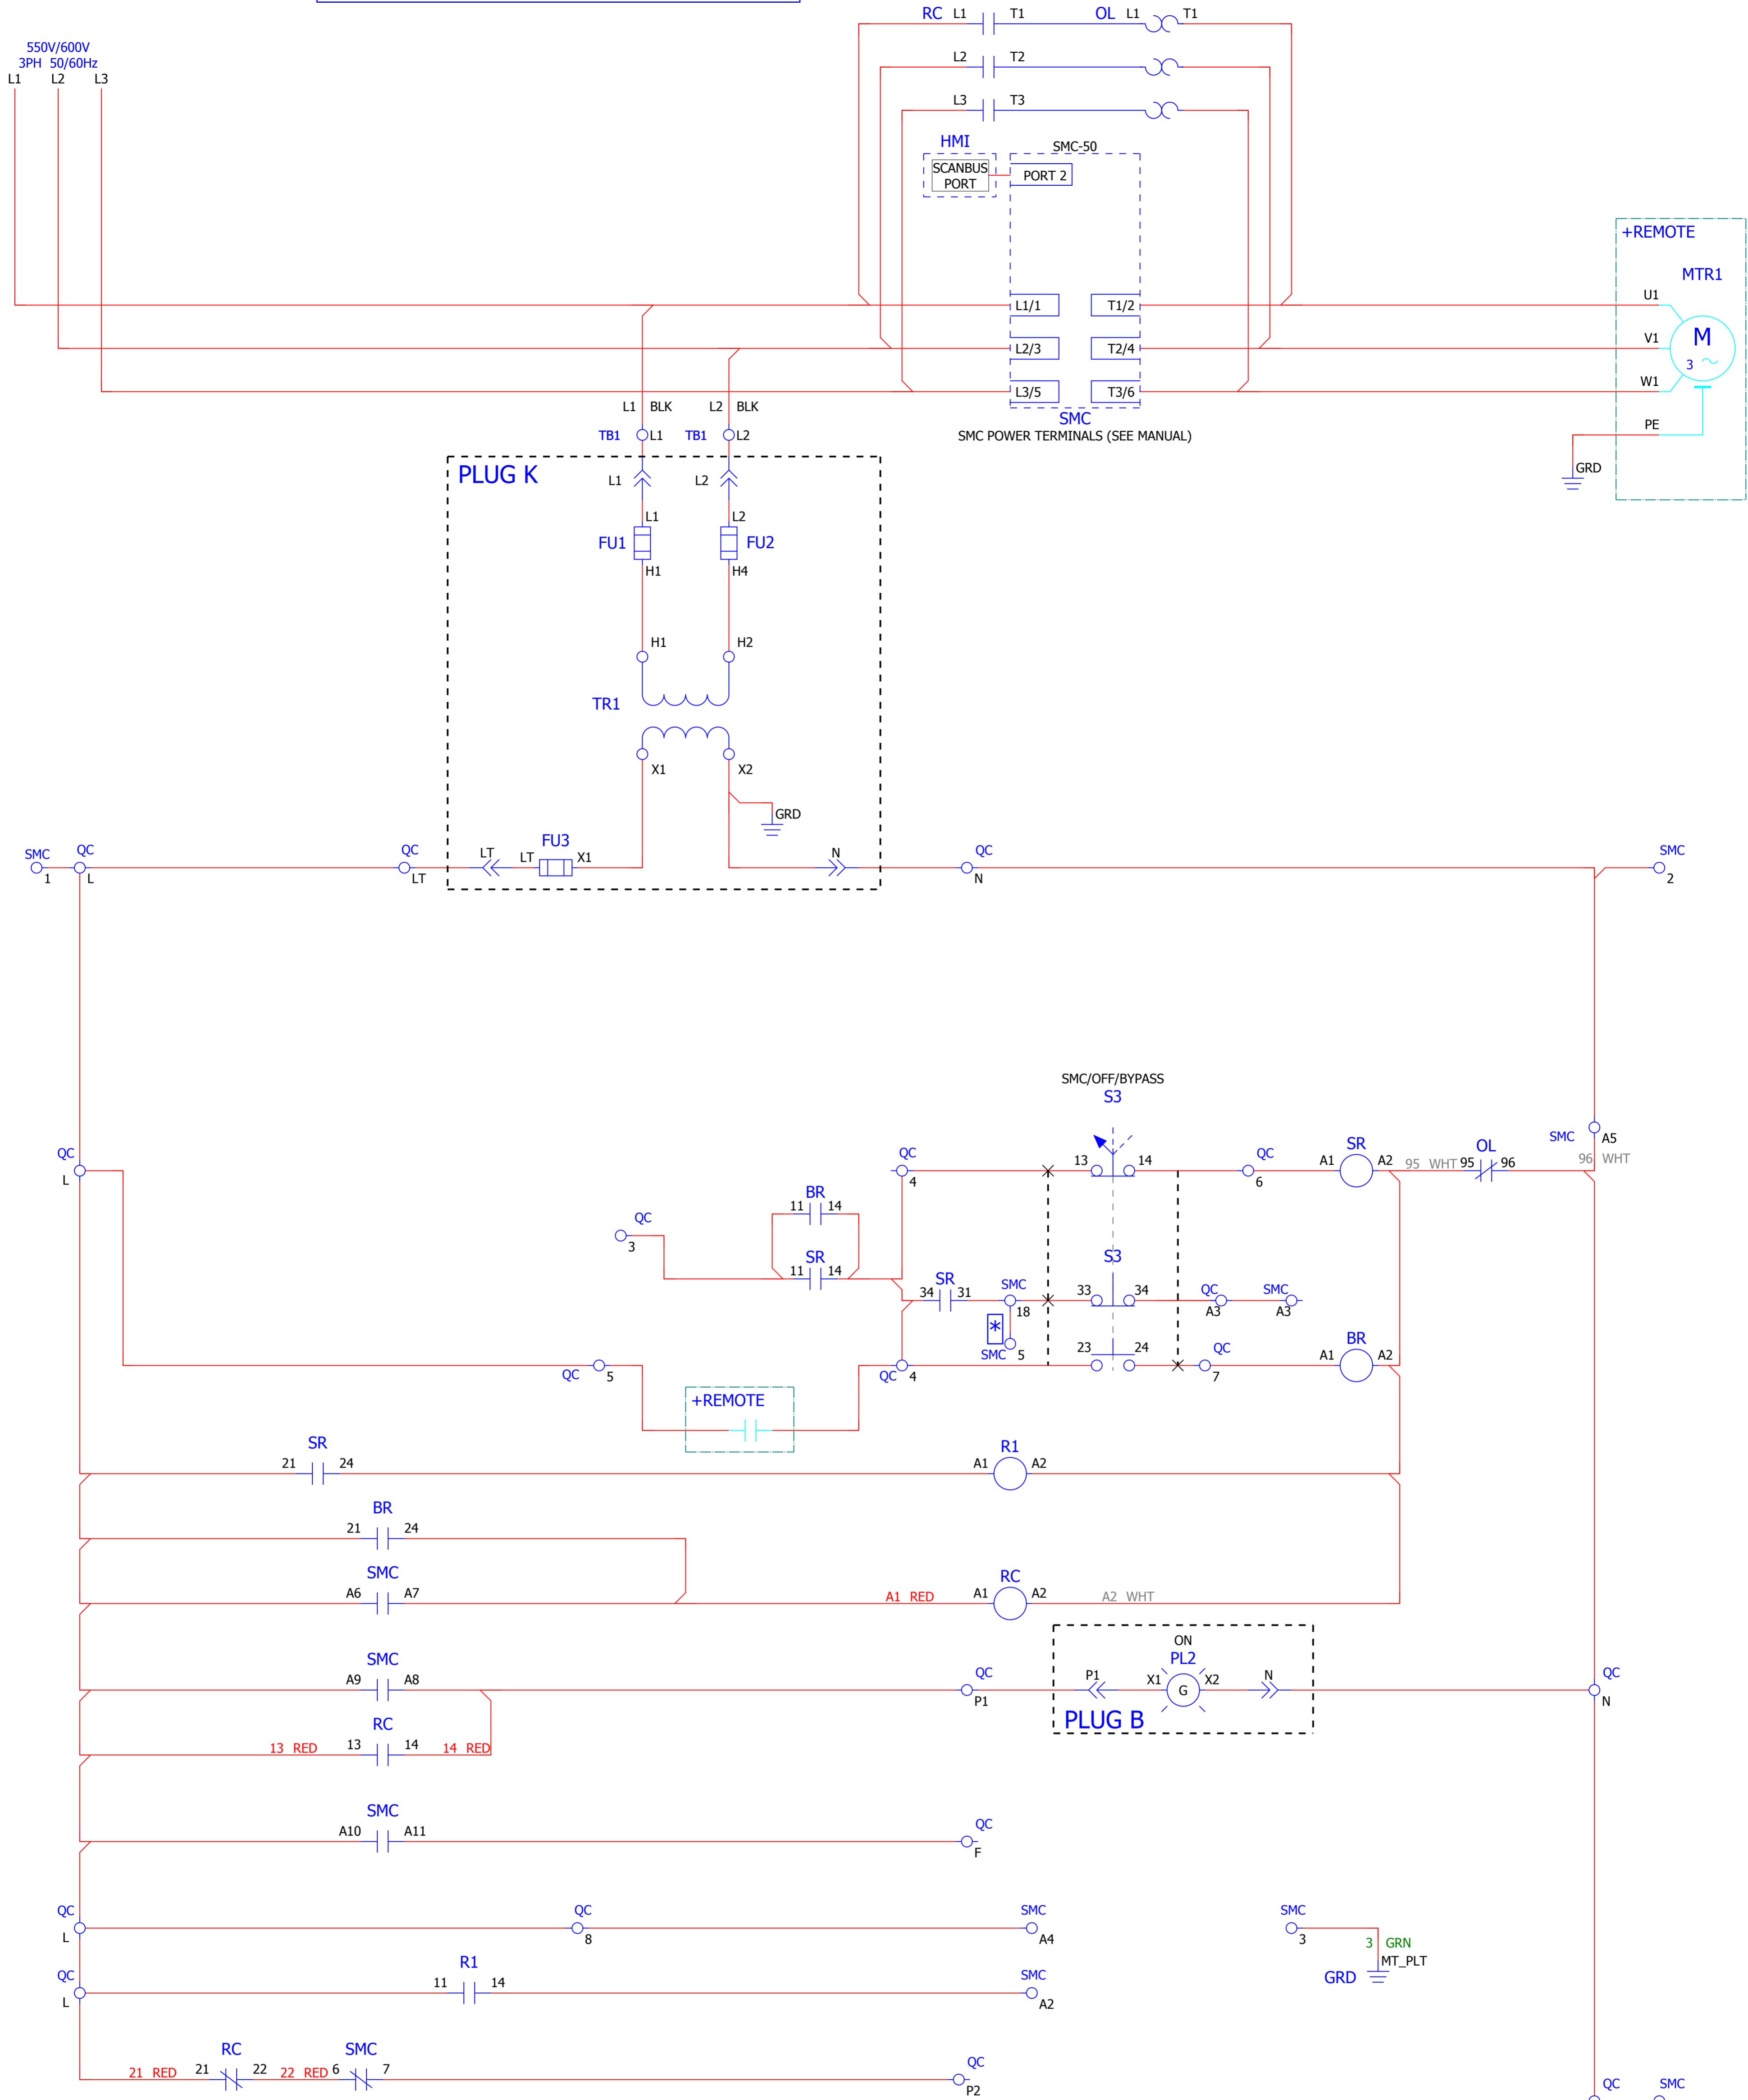 RC L1 T1 OL L1 T1
550V/600V
3PH 50/60Hz
L1 L2 L3
L2 T2
L3 T3
HMI
SMC-50
SCANBUS
PORT
PORT 2
+REMOTE
MTR1
L1/1 T1/2 U1
L2/3 T2/4 V1
M
3
L3/5 T3/6 W1
L1 BLK L2 BLK
SMC
SMC POWER TERMINALS (SEE MANUAL)
PE
TB1 L1 TB1 L2
GRD
PLUG K
L1 L2
L1 L2
FU1 FU2
H1 H4
H1 H2
TR1
X1 X2
GRD
FU3
SMC QC QC LT LT X1 N QC SMC
1 L LT N 2
SMC/OFF/BYPASS
S3
SMC A5
QC QC 13 14 QC SR OL
A1 A2 95 WHT 95 96 96 WHT
L 4 6
BR
11 14
QC
3
SR
11 14
S3
SR
34 31 SMC 33 34 QC SMC
18 A3 A3
*
SMC 5 23 24 QC BR
A1 A2
QC 5 QC 4 7
+REMOTE
SR
21 24
R1
A1 A2
BR
21 24
SMC
A6 A7
A1 RED
RC
A1 A2
A2 WHT
ON
PL2
SMC
A9 A8
QC
P1
P1 X1 G X2 N
QC
N
PLUG B
RC
13 RED 13 14 14 RED
SMC
A10 A11
QC
F
QC QC SMC SMC
L 8 A4 3
3 GRN
MT_PLT
GRD
QC R1 SMC
11 14
L A2
RC SMC
21 RED 21 22 22 RED 6 7
QC
P2
QC SMC